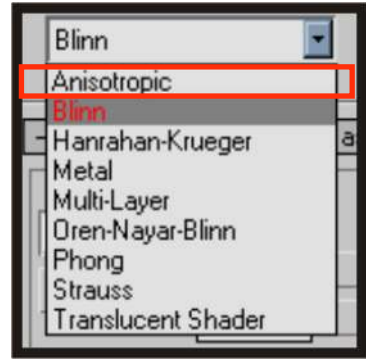 Blinn
Anisotropic
Blinn
Hanrahan-Krueger
Metal
Multi-Layer
Oren-Nayar-Blinn
Phong
Strauss
Translucent Shader